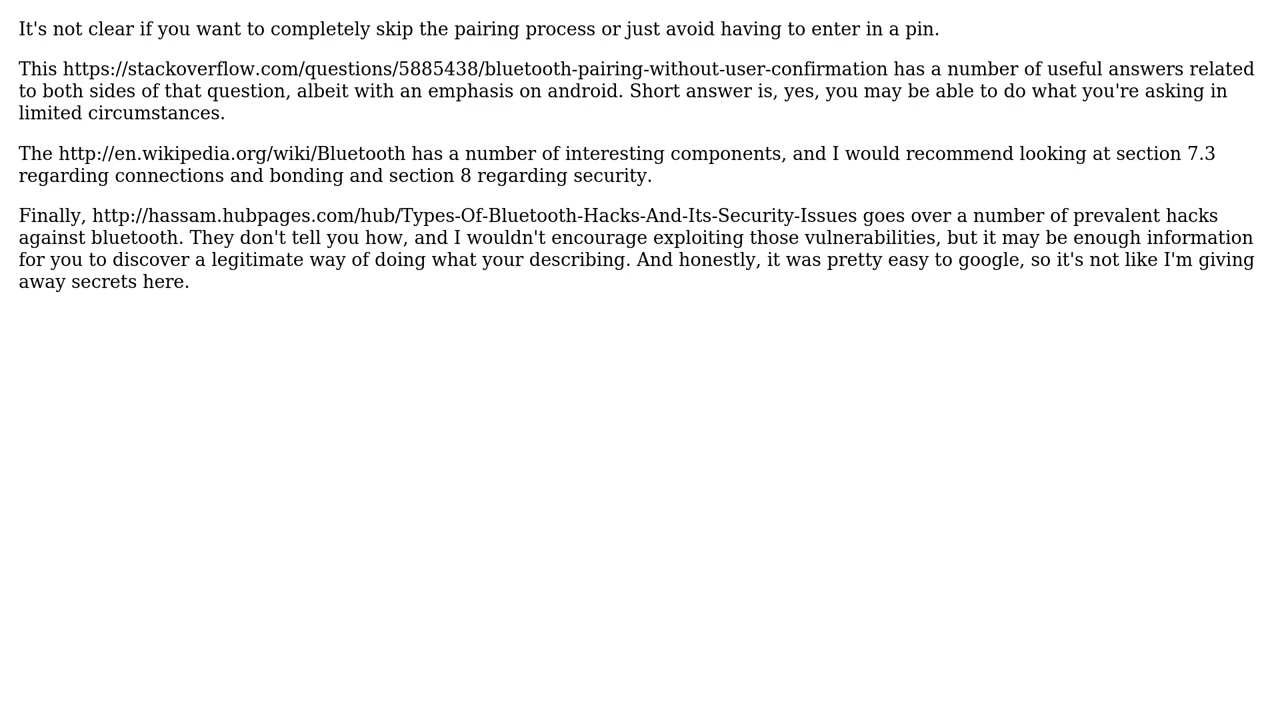 It's not clear if you want to completely skip the pairing process or just avoid having to enter in a pin.
This https://stackoverflow.com/questions/5885438/bluetooth-pairing-without-user-confirmation has a number of useful answers related
to both sides of that question, albeit with an emphasis on android. Short answer is, yes, you may be able to do what you're asking in
limited circumstances.
The http://en.wikipedia.org/wiki/Bluetooth has a number of interesting components, and I would recommend looking at section 7.3
regarding connections and bonding and section 8 regarding security.
Finally, http://hassam.hubpages.com/hub/Types-Of-Bluetooth-Hacks-And-Its-Security-Issues goes over a number of prevalent hacks
against bluetooth. They don't tell you how, and I wouldn't encourage exploiting those vulnerabilities, but it may be enough information
for you to discover a legitimate way of doing what your describing. And honestly, it was pretty easy to google, so it's not like I'm giving
away secrets here.